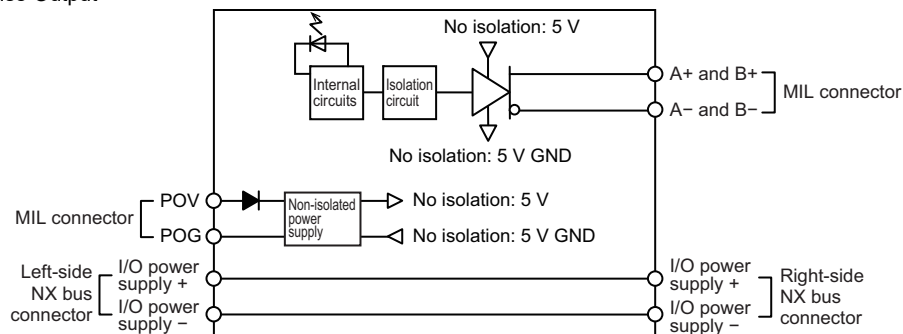 No isolation: 5 V
Internal
circuits
Isolation
circuit
A+ and B+
A− and B−
MIL connector
No isolation: 5 V GND
MIL connector
POV
POG
Non-isolated
power
supply
No isolation: 5 V
No isolation: 5 V GND
Left-side
NX bus
connector
I/O power
supply +
I/O power
supply −
I/O power
supply +
I/O power
supply −
Right-side
NX bus
connector